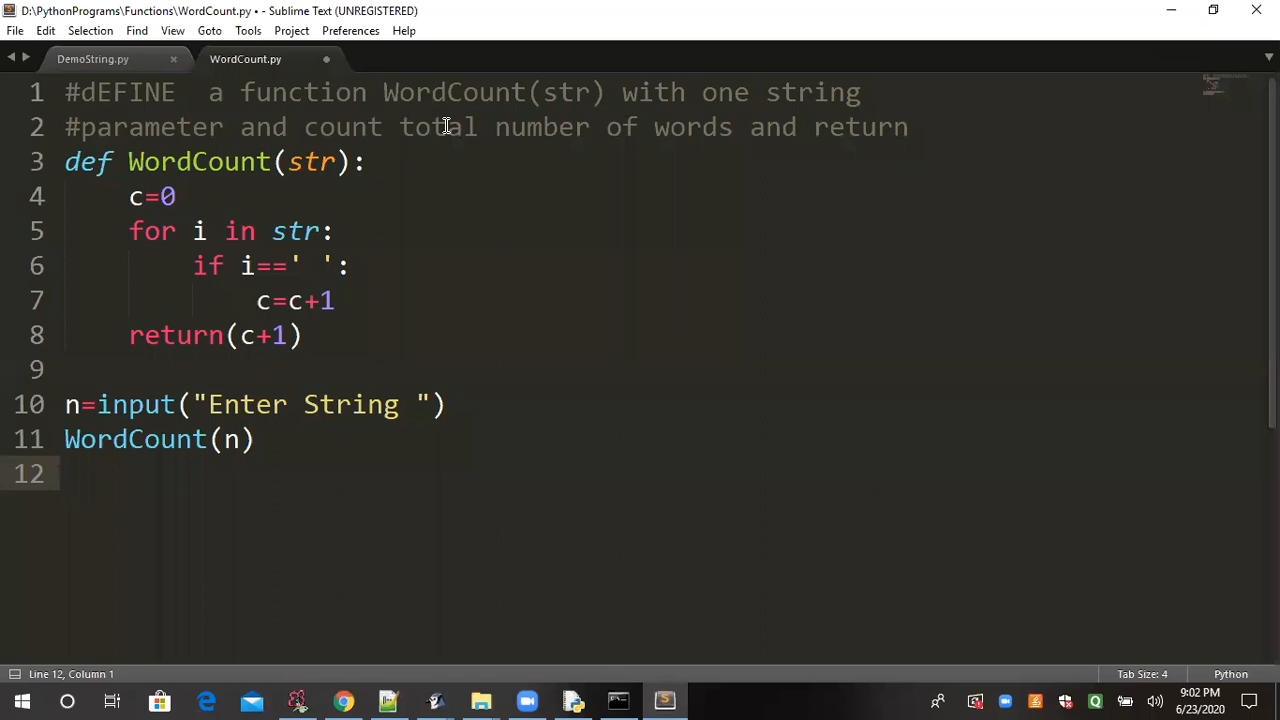 D:\PythonPrograms\Functions\WordCount.py • - Sublime Text (UNREGISTERED)
File Edit Selection Find View Goto Tools Project Preferences Help
DemoString.py WordCount.py
1 #dEFINE  a function WordCount(str) with one string
2 #parameter and count total number of words and return
3 def WordCount(str):
4     c=0
5     for i in str:
6         if i==' ':
7             c=c+1
8     return(c+1)
9
10 n=input("Enter String ")
11 WordCount(n)
12
Line 12, Column 1 Tab Size: 4 Python
9:02 PM
6/23/2020